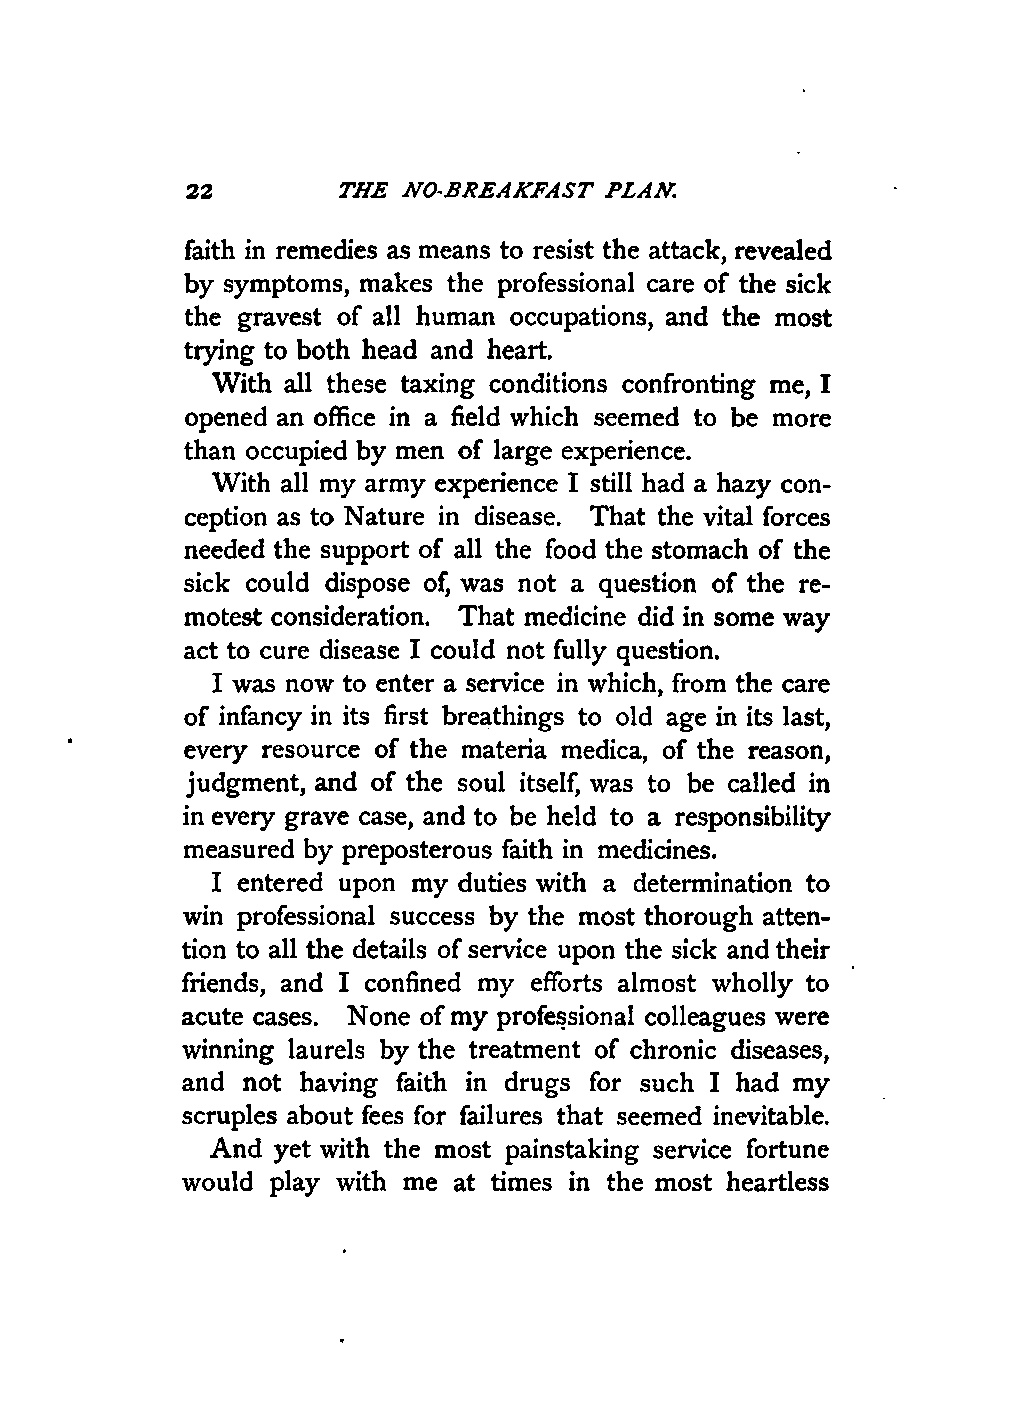 22 THE NO-BREAKFAST PLAN.
faith in remedies as means to resist the attack, revealed
by symptoms, makes the professional care of the sick
the gravest of all human occupations, and the most
trying to both head and heart.
With all these taxing conditions confronting me, I
opened an office in a field which seemed to be more
than occupied by men of large experience.
With all my army experience I still had a hazy con-
ception as to Nature in disease. That the vital forces
needed the support of all the food the stomach of the
sick could dispose of, was not a question of the re-
motest consideration. That medicine did in some way
act to cure disease I could not fully question.
I was now to enter a service in which, from the care
of infancy in its first breathings to old age in its last,
every resource of the materia medica, of the reason,
judgment, and of the soul itself, was to be called in
in every grave case, and to be held to a responsibility
measured by preposterous faith in medicines.
I entered upon my duties with a determination to
win professional success by the most thorough atten-
tion to all the details of service upon the sick and their
friends, and I confined my efforts almost wholly to
acute cases. None of my professional colleagues were
winning laurels by the treatment of chronic diseases,
and not having faith in drugs for such I had my
scruples about fees for failures that seemed inevitable.
And yet with the most painstaking service fortune
would play with me at times in the most heartless